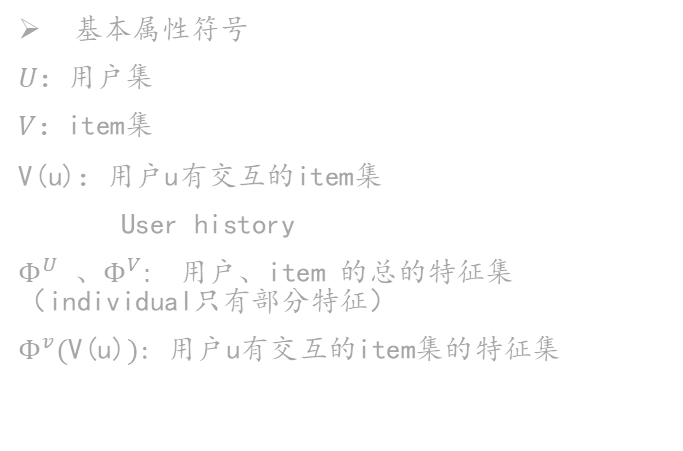 ➢ 基本属性符号
U：用户集
V：item集
V(u)：用户u有交互的item集
User history
Φ^U 、Φ^V： 用户、item 的总的特征集
（individual只有部分特征）
Φ^v(V(u))：用户u有交互的item集的特征集